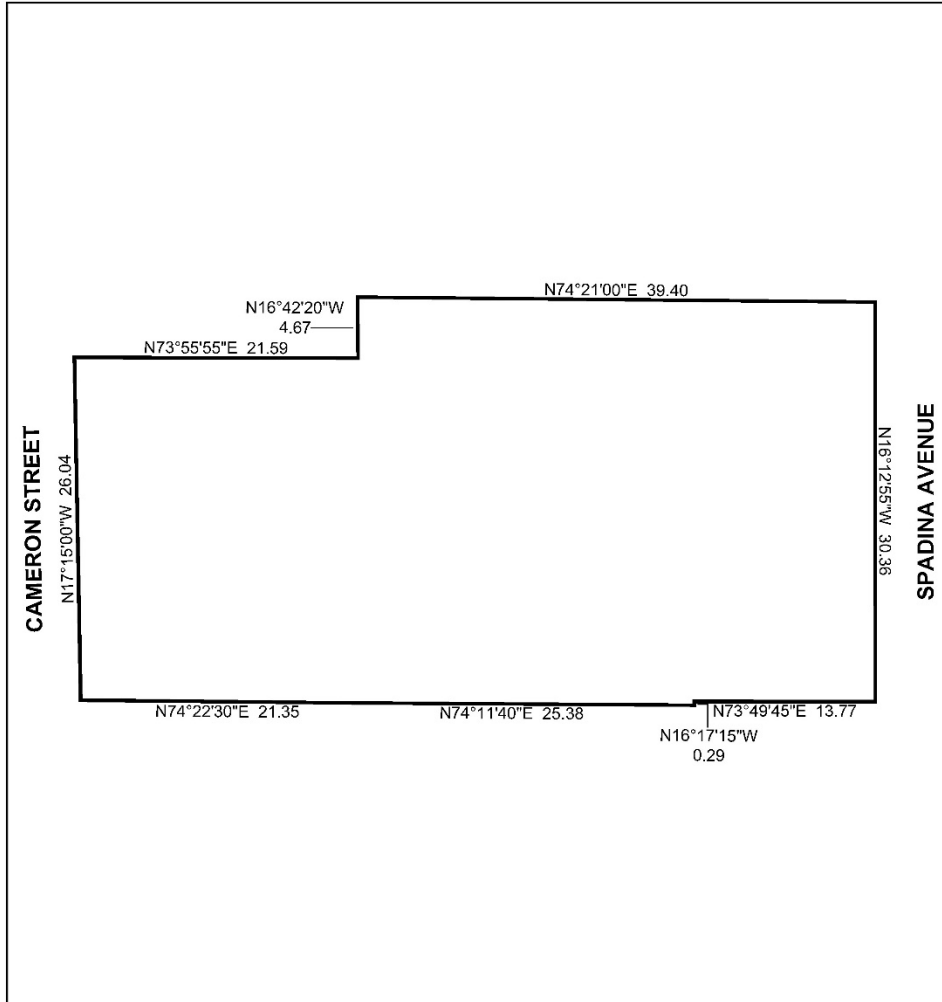 N74°21'00"E 39.40
N16°42'20"W
4.67
N73°55'55"E 21.59
CAMERON STREET
N17°15'00"W 26.04
N16°12'55"W 30.36
SPADINA AVENUE
N74°22'30"E 21.35
N74°11'40"E 25.38
N73°49'45"E 13.77
N16°17'15"W
0.29